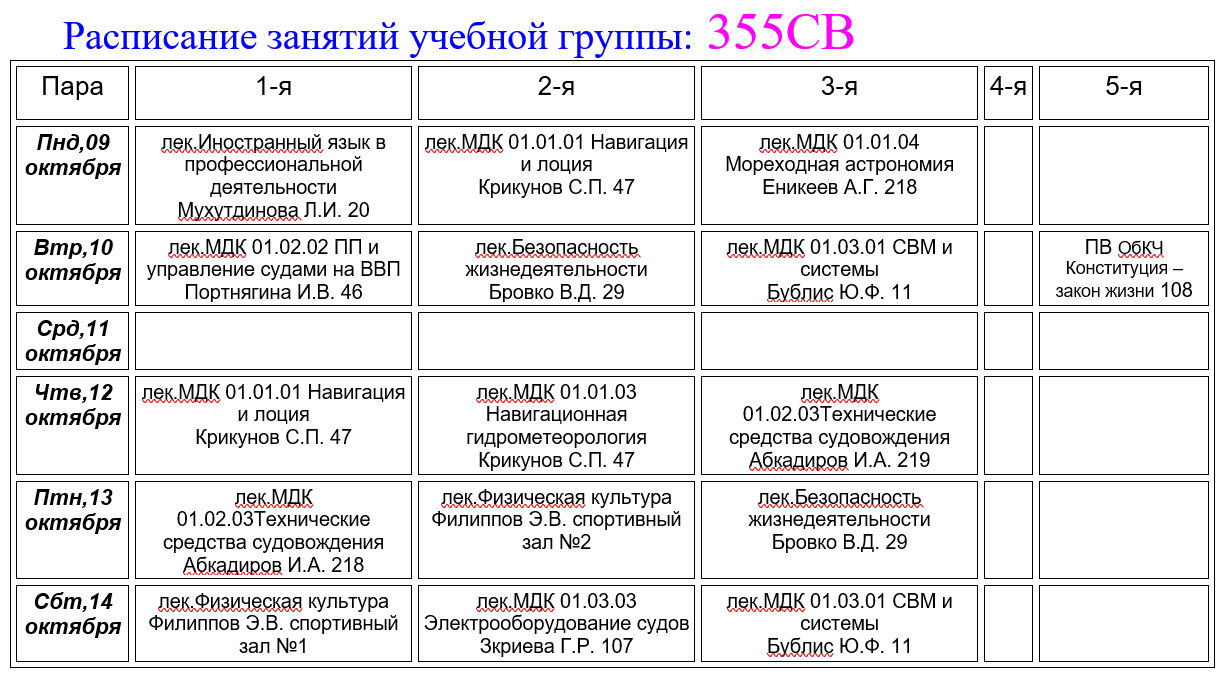 Расписание занятий учебной группы: 355СВ
Пара 1-я 2-я 3-я 4-я 5-я
Пнд,09
октября
лек.Иностранный язык в
профессиональной
деятельности
Мухутдинова Л.И. 20
лек.МДК 01.01.01 Навигация
и лоция
Крикунов С.П. 47
лек.МДК 01.01.04
Мореходная астрономия
Еникеев А.Г. 218
Втр,10
октября
лек.МДК 01.02.02 ПП и
управление судами на ВВП
Портнягина И.В. 46
лек.Безопасность
жизнедеятельности
Бровко В.Д. 29
лек.МДК 01.03.01 СВМ и
системы
Бублис Ю.Ф. 11
ПВ ОбКЧ
Конституция –
закон жизни 108
Срд,11
октября
Чтв,12
октября
лек.МДК 01.01.01 Навигация
и лоция
Крикунов С.П. 47
лек.МДК 01.01.03
Навигационная
гидрометеорология
Крикунов С.П. 47
лек.МДК
01.02.03Технические
средства судовождения
Абкадиров И.А. 219
Птн,13
октября
лек.МДК
01.02.03Технические
средства судовождения
Абкадиров И.А. 218
лек.Физическая культура
Филиппов Э.В. спортивный
зал №2
лек.Безопасность
жизнедеятельности
Бровко В.Д. 29
Сбт,14
октября
лек.Физическая культура
Филиппов Э.В. спортивный
зал №1
лек.МДК 01.03.03
Электрооборудование судов
Зкриева Г.Р. 107
лек.МДК 01.03.01 СВМ и
системы
Бублис Ю.Ф. 11